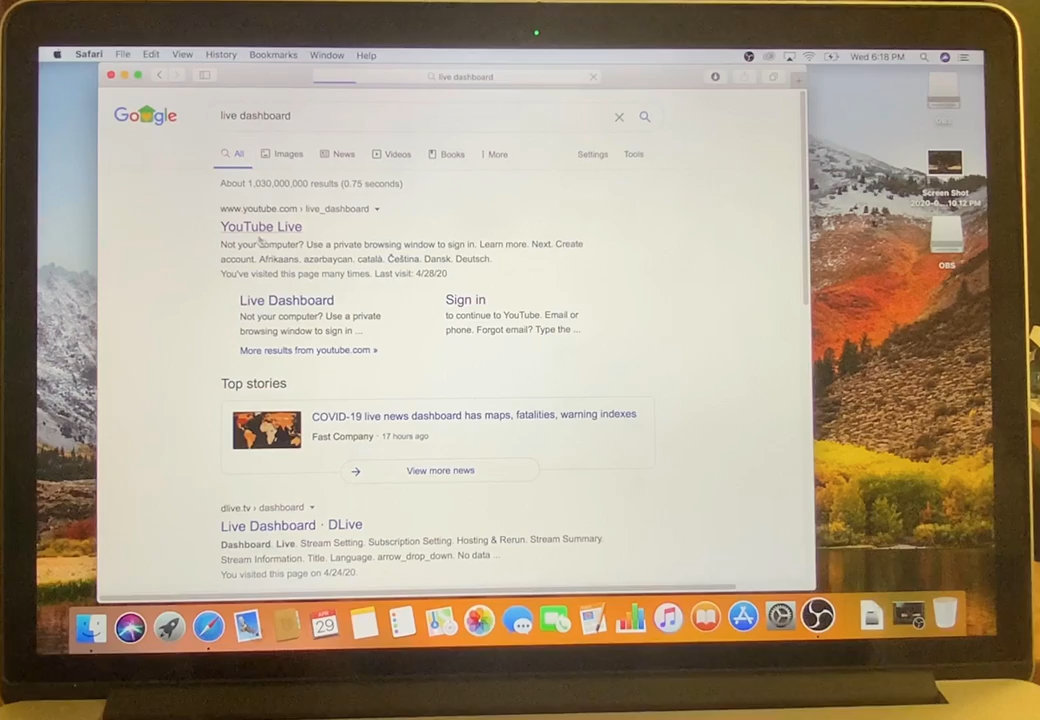 Safari File Edit View History Bookmarks Window Help
Wed 6:18 PM
live dashboard
Google
live dashboard
All Images News Videos Books More Settings Tools
About 1,030,000,000 results (0.75 seconds)
www.youtube.com › live_dashboard
YouTube Live
Not your computer? Use a private browsing window to sign in. Learn more. Next. Create
account. Afrikaans. azərbaycan. català. Čeština. Dansk. Deutsch.
You've visited this page many times. Last visit: 4/28/20
Live Dashboard
Not your computer? Use a private
browsing window to sign in ...
Sign in
to continue to YouTube. Email or
phone. Forgot email? Type the ...
More results from youtube.com »
Top stories
COVID-19 live news dashboard has maps, fatalities, warning indexes
Fast Company · 17 hours ago
View more news
dlive.tv › dashboard
Live Dashboard · DLive
Dashboard. Live. Stream Setting. Subscription Setting. Hosting & Rerun. Stream Summary.
Stream Information. Title. Language. arrow_drop_down. No data ...
You visited this page on 4/24/20.
Screen Shot
2020-0...10.12 PM
OBS
APR
29